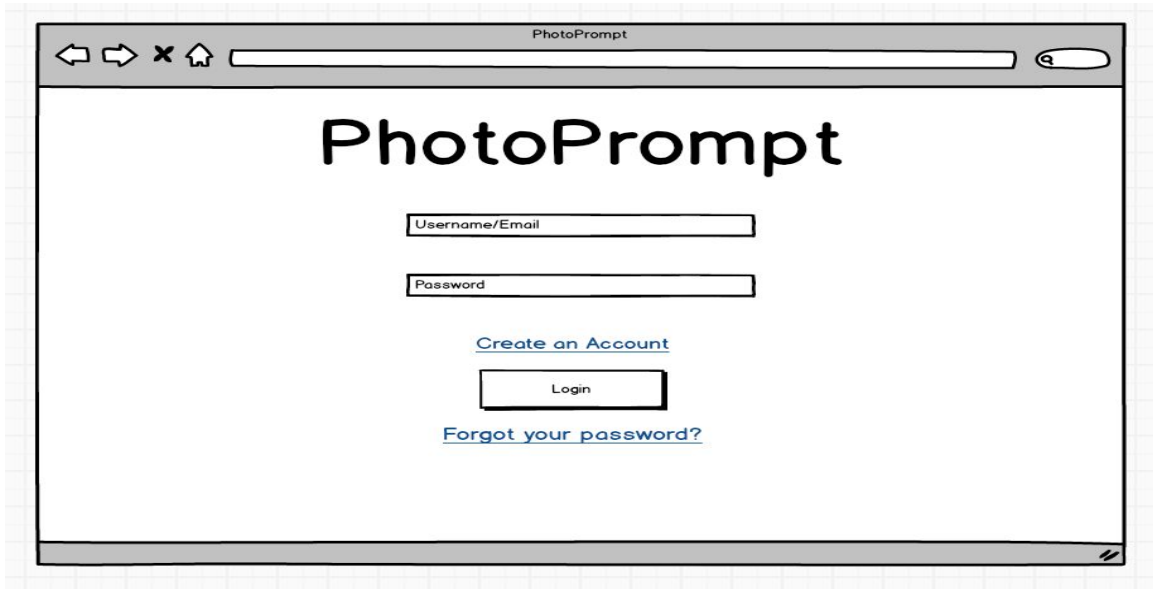 PhotoPrompt
PhotoPrompt
Username/Email
Password
Create an Account
Login
Forgot your password?